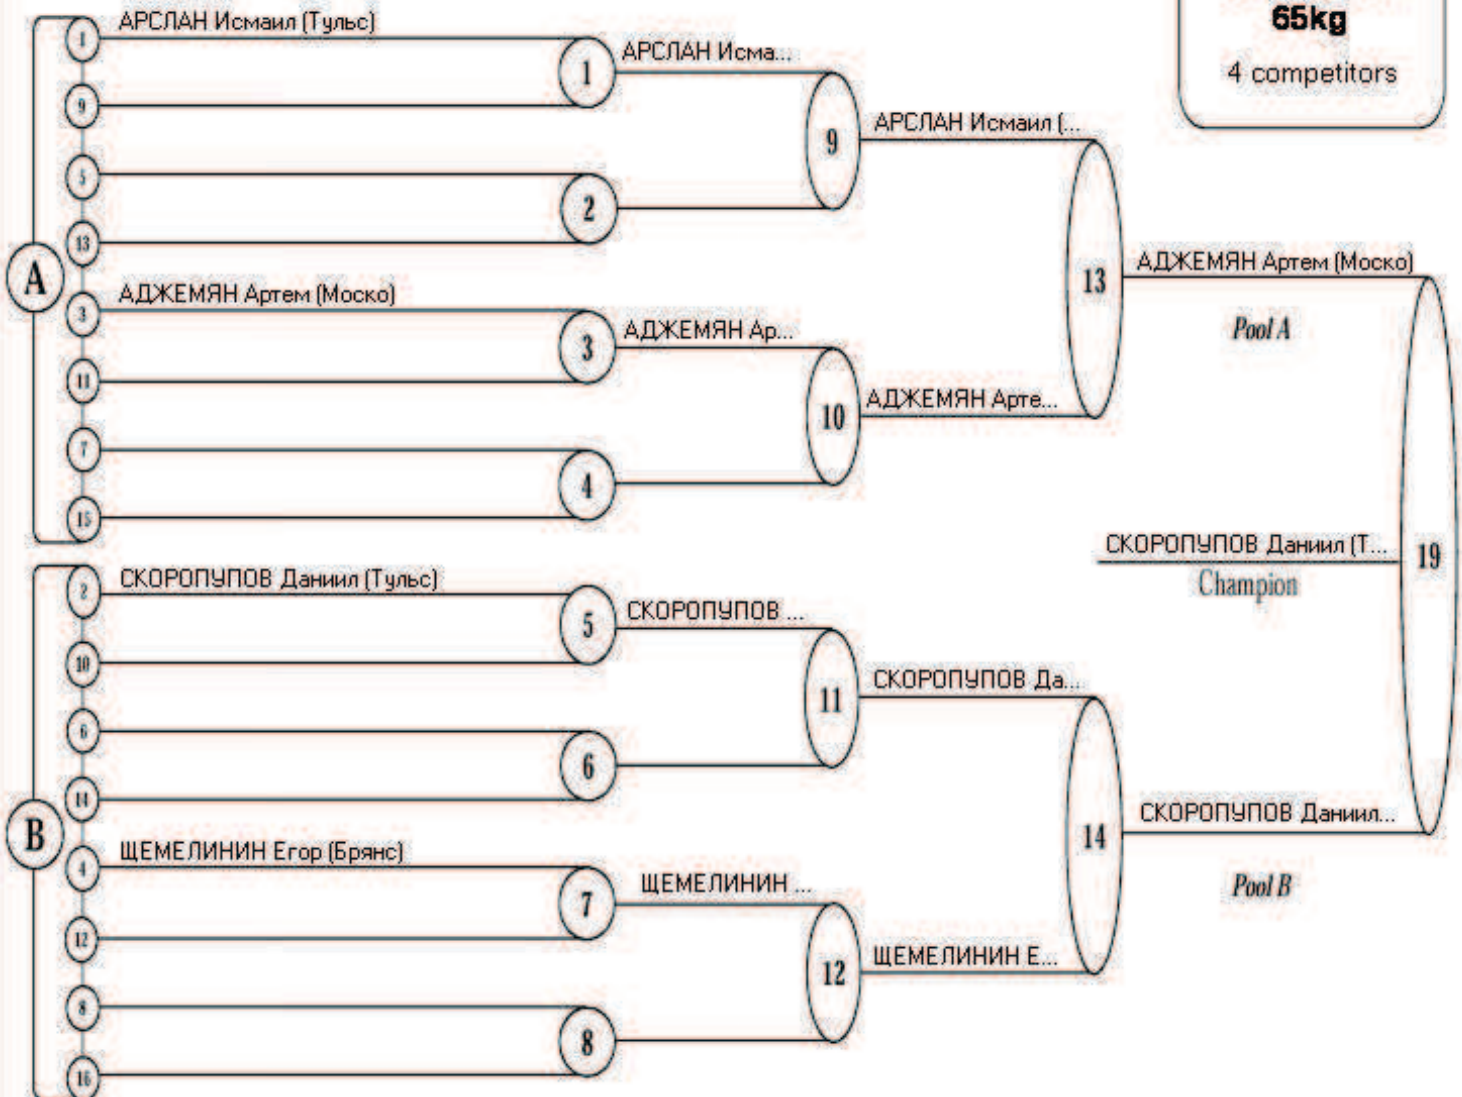 65kg
4 competitors
A
1
АРСЛАН Исмаил (Тульс)
9
5
13
3
АДЖЕМЯН Артем (Моско)
11
7
15
1
АРСЛАН Исма...
2
3
АДЖЕМЯН Ар...
4
9
АРСЛАН Исмаил (...
10
АДЖЕМЯН Арте...
13
АДЖЕМЯН Артем (Моско)
Pool A
B
2
СКОРОПУПОВ Даниил (Тульс)
10
6
14
4
ЩЕМЕЛИНИН Егор (Брянс)
12
8
16
5
СКОРОПУПОВ ...
6
7
ЩЕМЕЛИНИН ...
8
11
СКОРОПУПОВ Да...
12
ЩЕМЕЛИНИН Е...
14
СКОРОПУПОВ Даниил...
Pool B
СКОРОПУПОВ Даниил (Т...
Champion
19